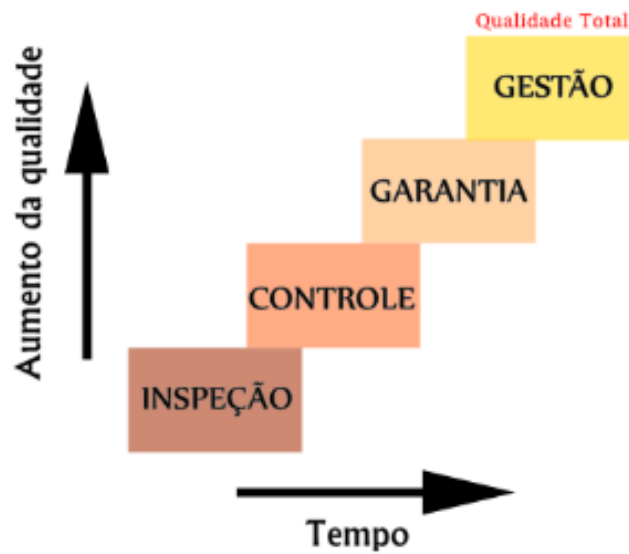 Qualidade Total
GESTÃO
GARANTIA
CONTROLE
INSPEÇÃO
Aumento da qualidade
Tempo